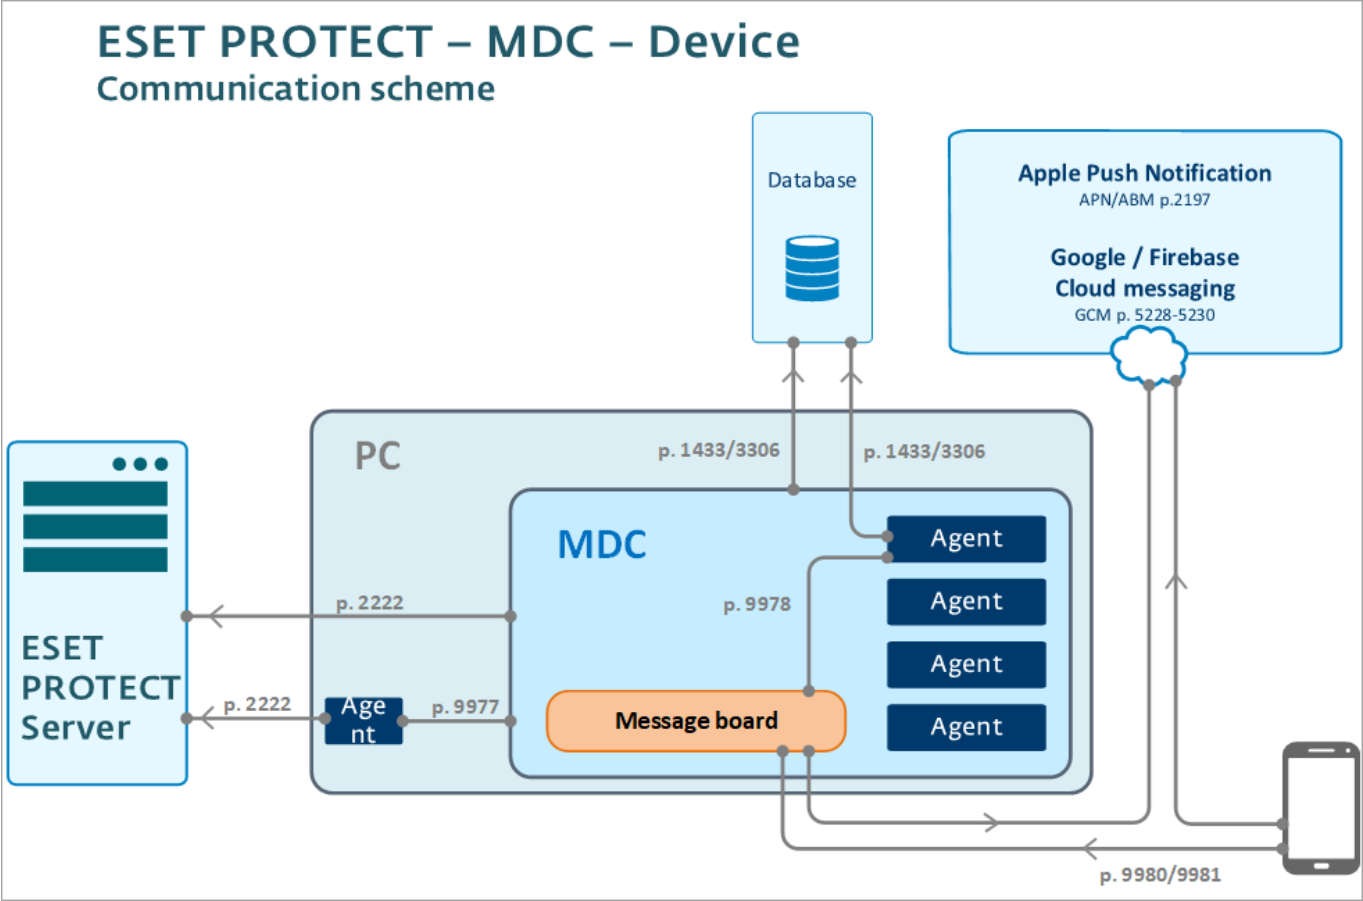 ESET PROTECT – MDC – Device
Communication scheme
Database
Apple Push Notification
APN/ABM p.2197
Google / Firebase
Cloud messaging
GCM p. 5228-5230
PC
p. 1433/3306
p. 1433/3306
MDC
Agent
Agent
Agent
Agent
p. 9978
p. 2222
ESET
PROTECT
Server
p. 2222
Age
nt
p. 9977
Message board
p. 9980/9981